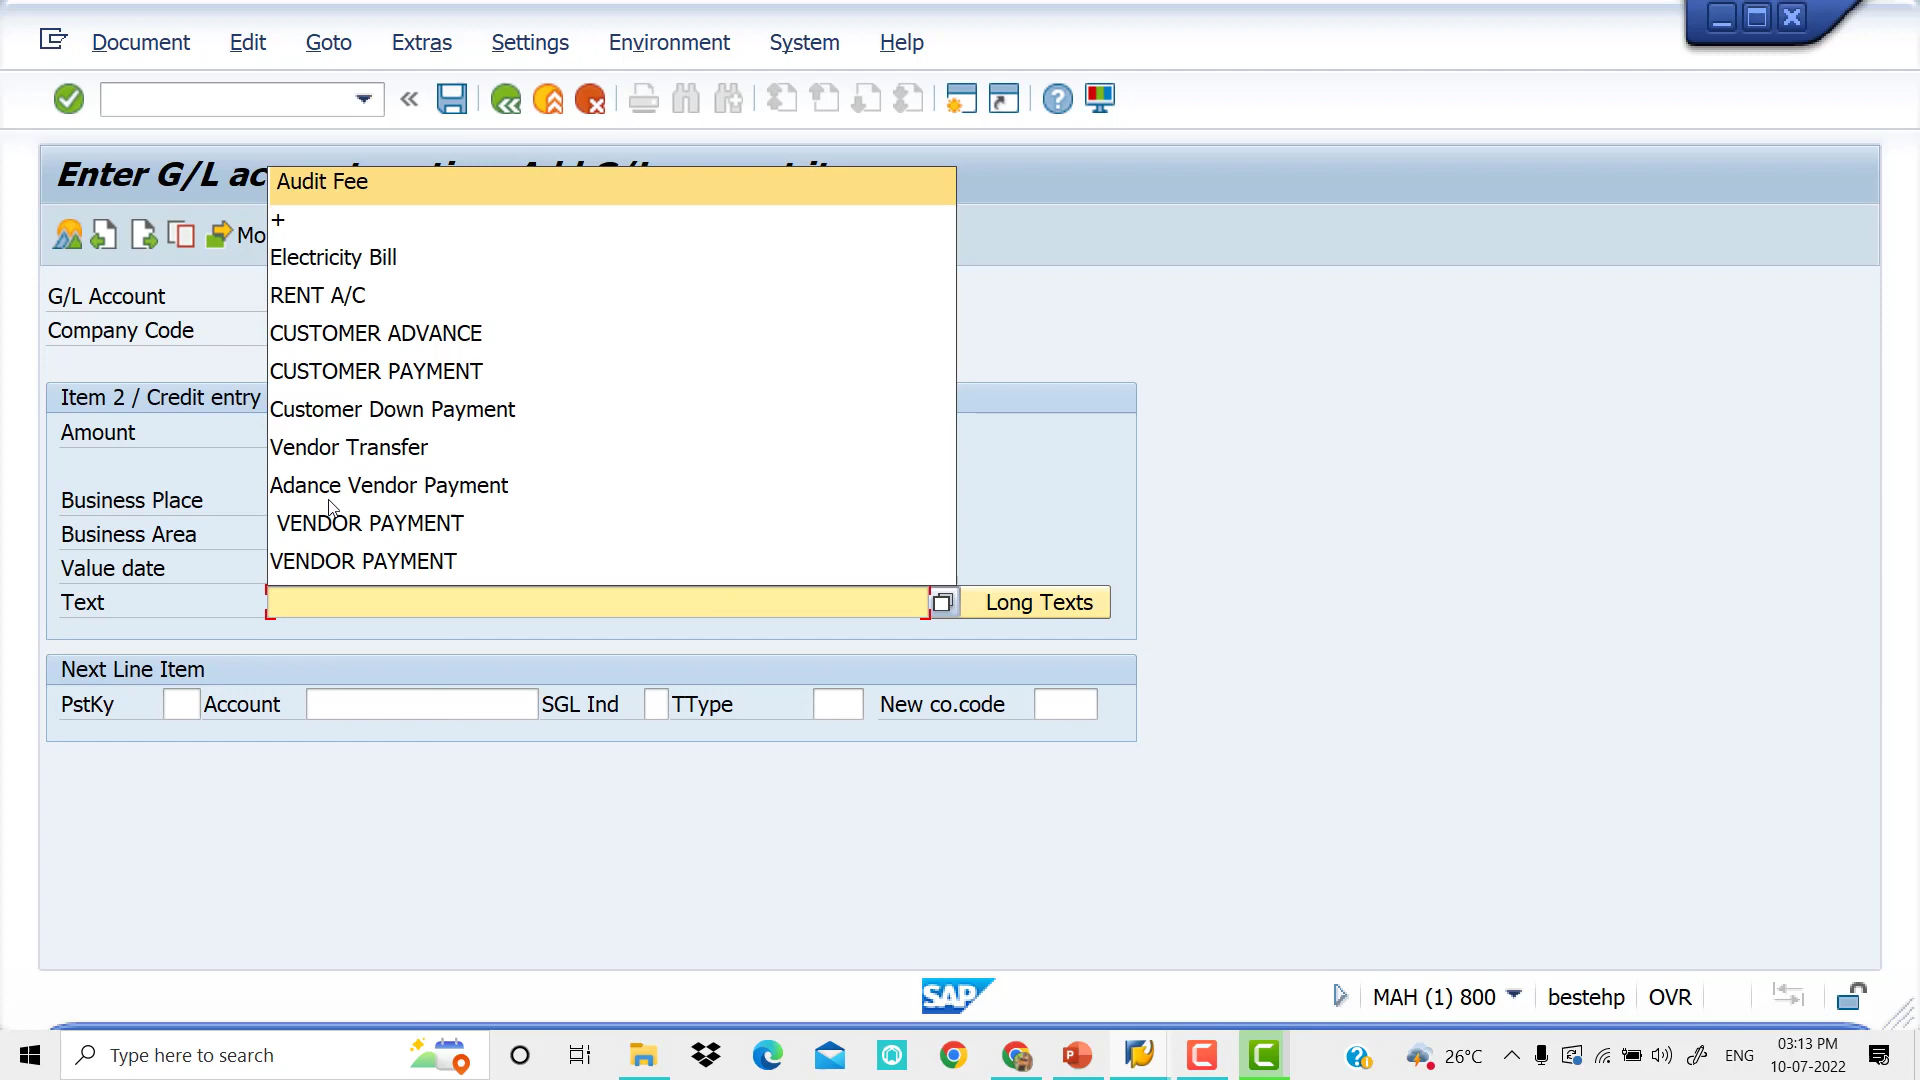 Document Edit Goto Extras Settings Environment System Help
Enter G/L ac
Audit Fee
+
Mo
Electricity Bill
G/L Account
RENT A/C
Company Code
CUSTOMER ADVANCE
CUSTOMER PAYMENT
Item 2 / Credit entry
Customer Down Payment
Amount
Vendor Transfer
Adance Vendor Payment
Business Place
VENDOR PAYMENT
Business Area
VENDOR PAYMENT
Value date
Text Long Texts
Next Line Item
PstKy Account SGL Ind TType New co.code
SAP MAH (1) 800 bestehp OVR
Type here to search 26°C ENG 03:13 PM
10-07-2022